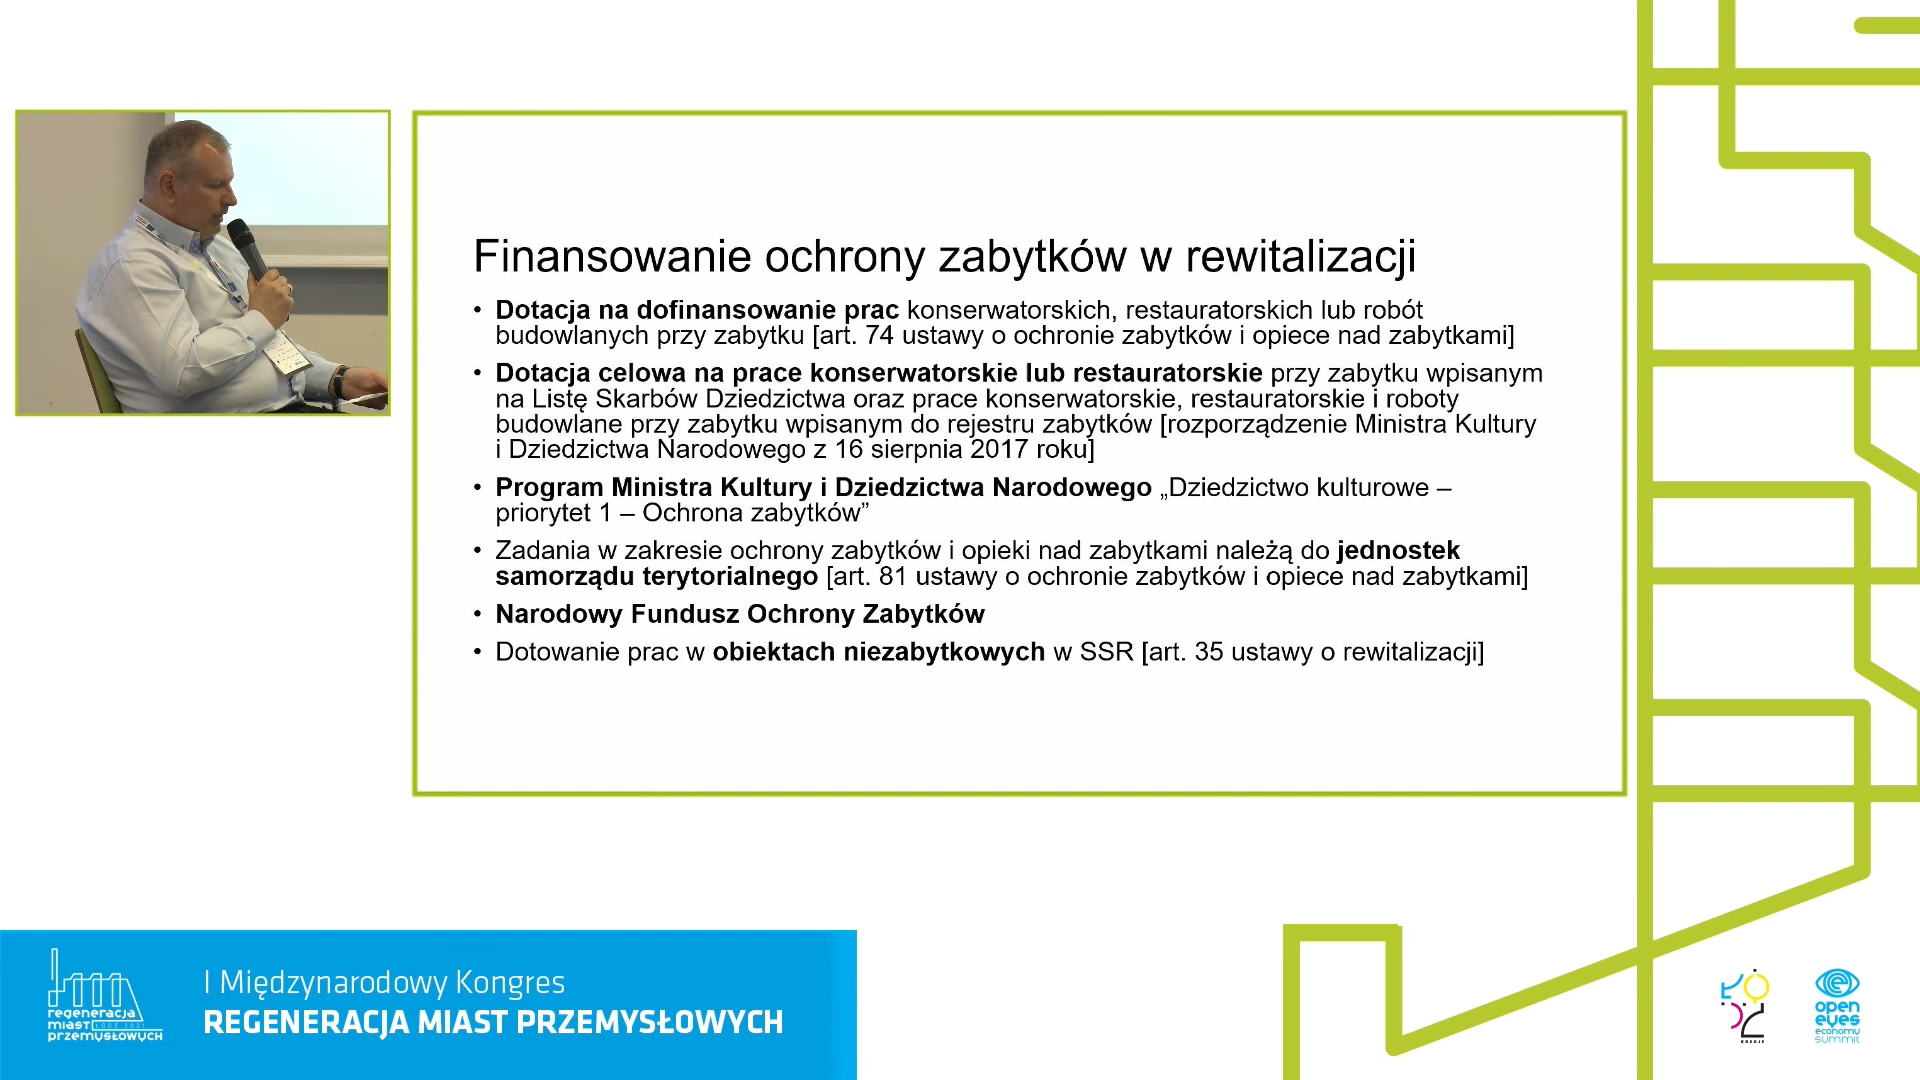 Finansowanie ochrony zabytków w rewitalizacji
• Dotacja na dofinansowanie prac konserwatorskich, restauratorskich lub robót
budowlanych przy zabytku [art. 74 ustawy o ochronie zabytków i opiece nad zabytkami]
• Dotacja celowa na prace konserwatorskie lub restauratorskie przy zabytku wpisanym
na Listę Skarbów Dziedzictwa oraz prace konserwatorskie, restauratorskie i roboty
budowlane przy zabytku wpisanym do rejestru zabytków [rozporządzenie Ministra Kultury
i Dziedzictwa Narodowego z 16 sierpnia 2017 roku]
• Program Ministra Kultury i Dziedzictwa Narodowego „Dziedzictwo kulturowe –
priorytet 1 – Ochrona zabytków”
• Zadania w zakresie ochrony zabytków i opieki nad zabytkami należą do jednostek
samorządu terytorialnego [art. 81 ustawy o ochronie zabytków i opiece nad zabytkami]
• Narodowy Fundusz Ochrony Zabytków
• Dotowanie prac w obiektach niezabytkowych w SSR [art. 35 ustawy o rewitalizacji]
regeneracja
miast ŁÓDŹ 2021
przemysłowych
I Międzynarodowy Kongres
REGENERACJA MIAST PRZEMYSŁOWYCH
ŁÓDŹ
KREUJE
open
eyes
economy
summit